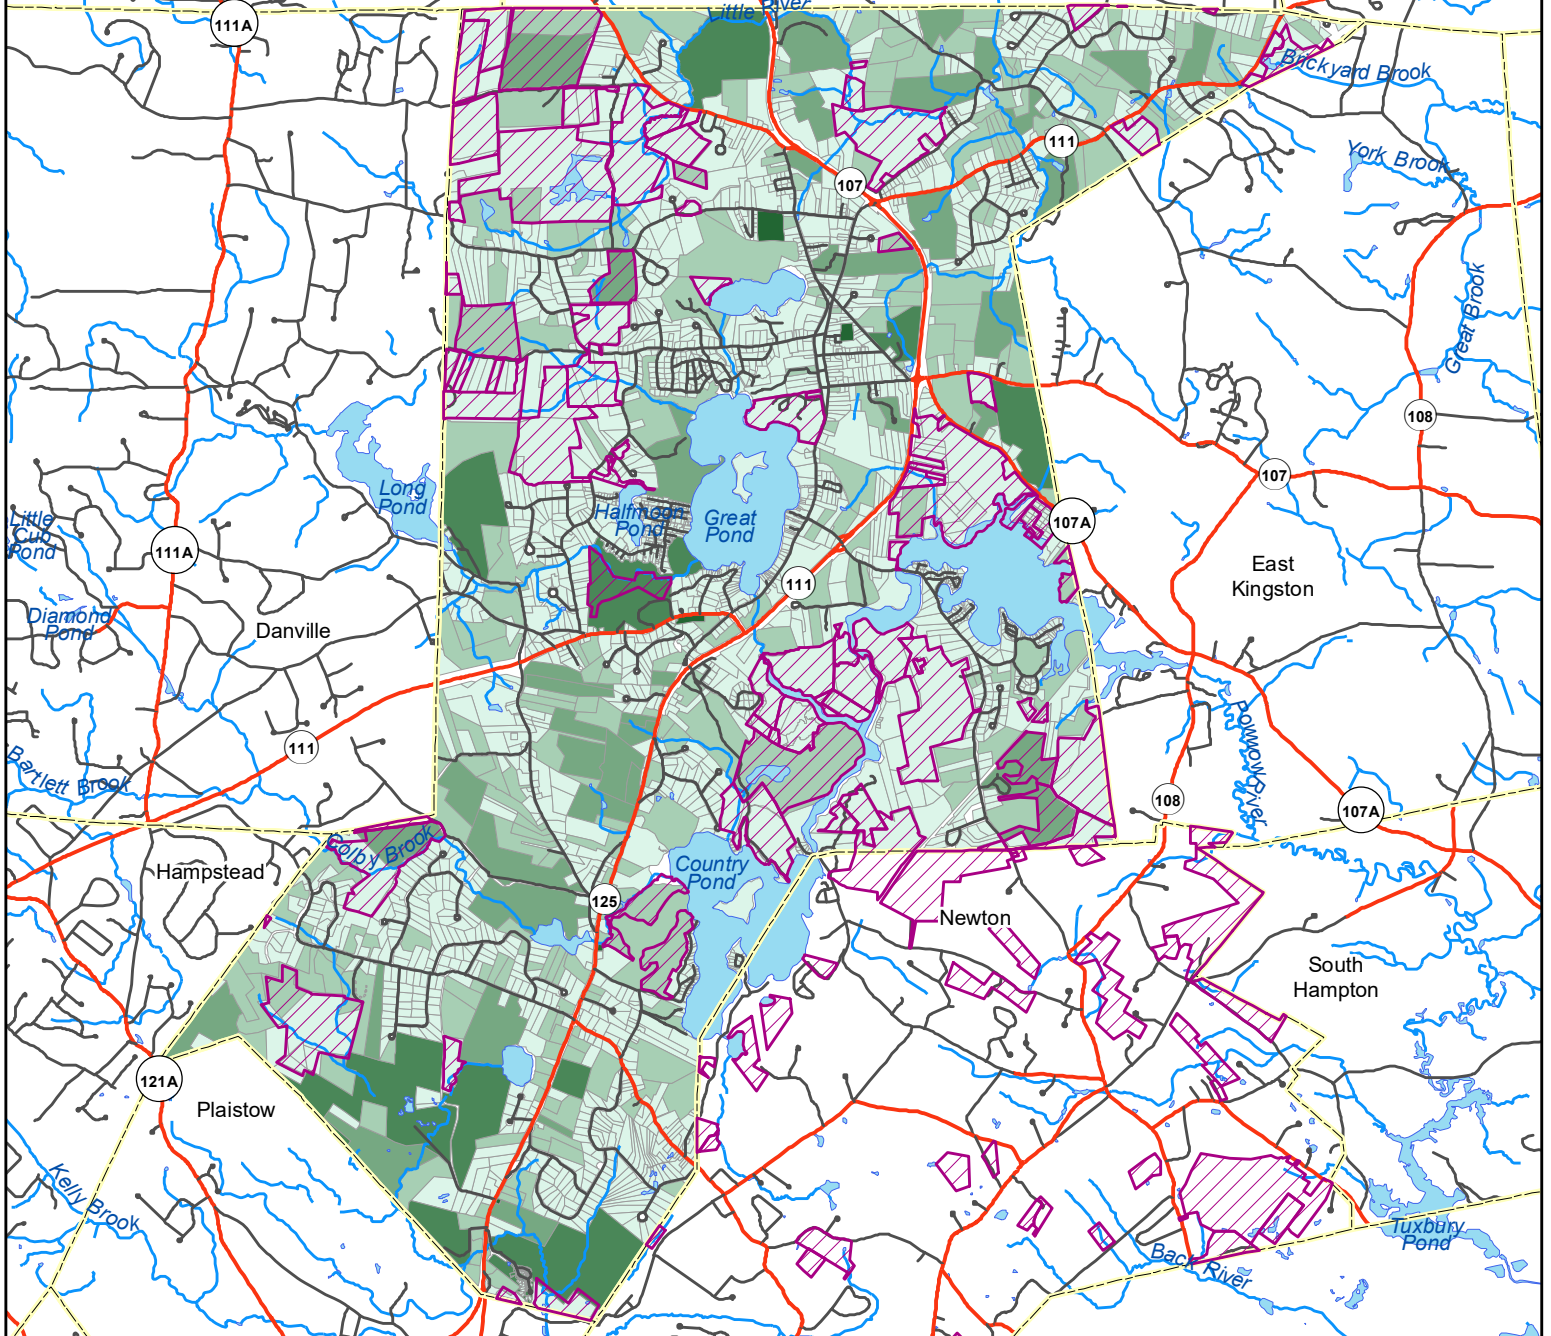 Little River
111A
Brickyard Brook
111
York Brook
107
Great Brook
108
107
Long
Pond
Halfmoon
Pond
Great
Pond
Little
Cub
Pond
107A
111A
East
Kingston
111
Diamond
Pond
Danville
Powwow River
111
Bartlett Brook
108
107A
Colby Brook
Hampstead
Country
Pond
125
Newton
South
Hampton
121A
Plaistow
Kelly Brook
Tuxbury
Pond
Back River